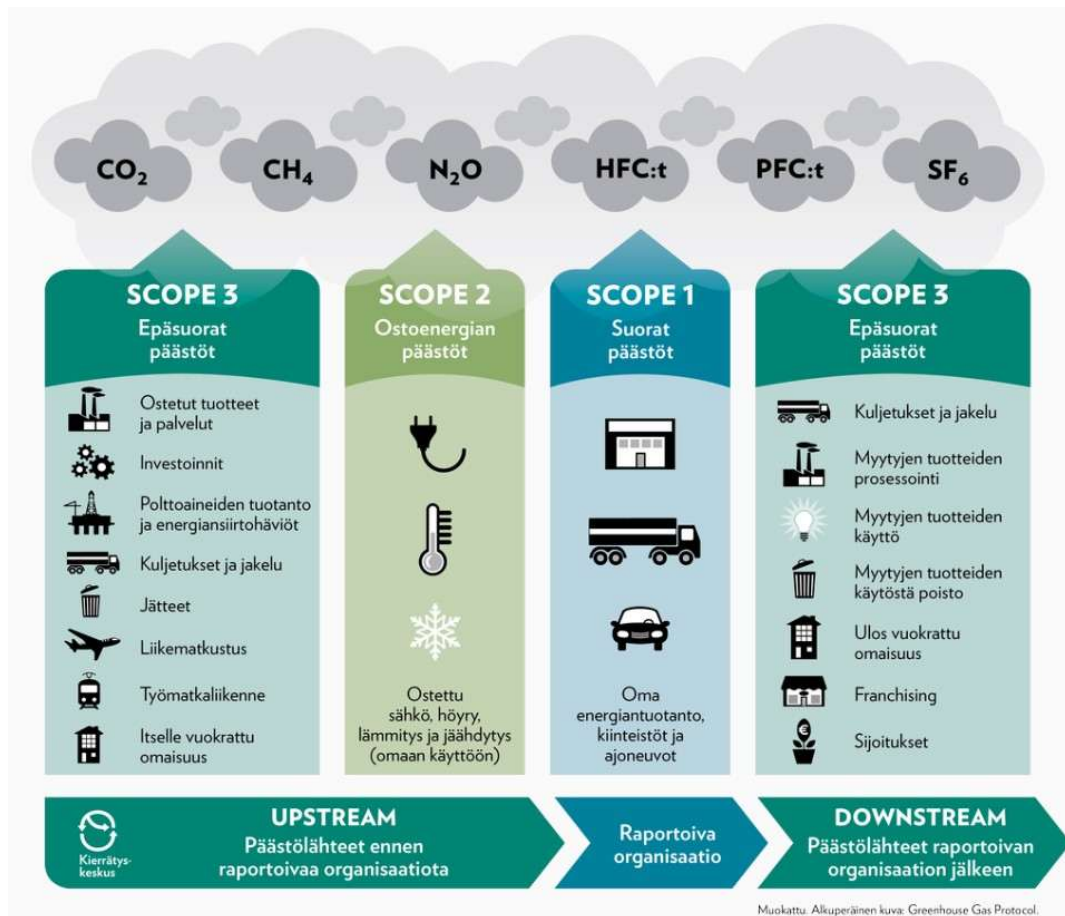 CO₂
CH₄
N₂O
HFC:t
PFC:t
SF₆
SCOPE 3
Epäsuorat
päästöt
Ostetut tuotteet
ja palvelut
Investoinnit
Polttoaineiden tuotanto
ja energiansiirtohäviöt
Kuljetukset ja jakelu
Jätteet
Liikematkustus
Työmatkaliikenne
Itselle vuokrattu
omaisuus
SCOPE 2
Ostoenergian
päästöt
Ostettu
sähkö, höyry,
lämmitys ja jäähdytys
(omaan käyttöön)
SCOPE 1
Suorat
päästöt
Oma
energiantuotanto,
kiinteistöt ja
ajoneuvot
SCOPE 3
Epäsuorat
päästöt
Kuljetukset ja jakelu
Myytyjen tuotteiden
prosessointi
Myytyjen tuotteiden
käyttö
Myytyjen tuotteiden
käytöstä poisto
Ulos vuokrattu
omaisuus
Franchising
€
Sijoitukset
Kierrätys-
keskus
UPSTREAM
Päästölähteet ennen
raportoivaa organisaatiota
Raportoiva
organisaatio
DOWNSTREAM
Päästölähteet raportoivan
organisaation jälkeen
Muokattu. Alkuperäinen kuva: Greenhouse Gas Protocol.